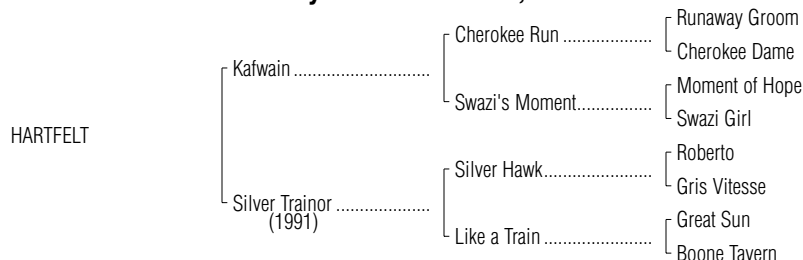 Runaway Groom
Cherokee Run ..................
Cherokee Dame
Kafwain ............................
Moment of Hope
Swazi's Moment...............
Swazi Girl
HARTFELT
Roberto
Silver Hawk......................
Gris Vitesse
Silver Trainor ...................
(1991)
Great Sun
Like a Train ......................
Boone Tavern